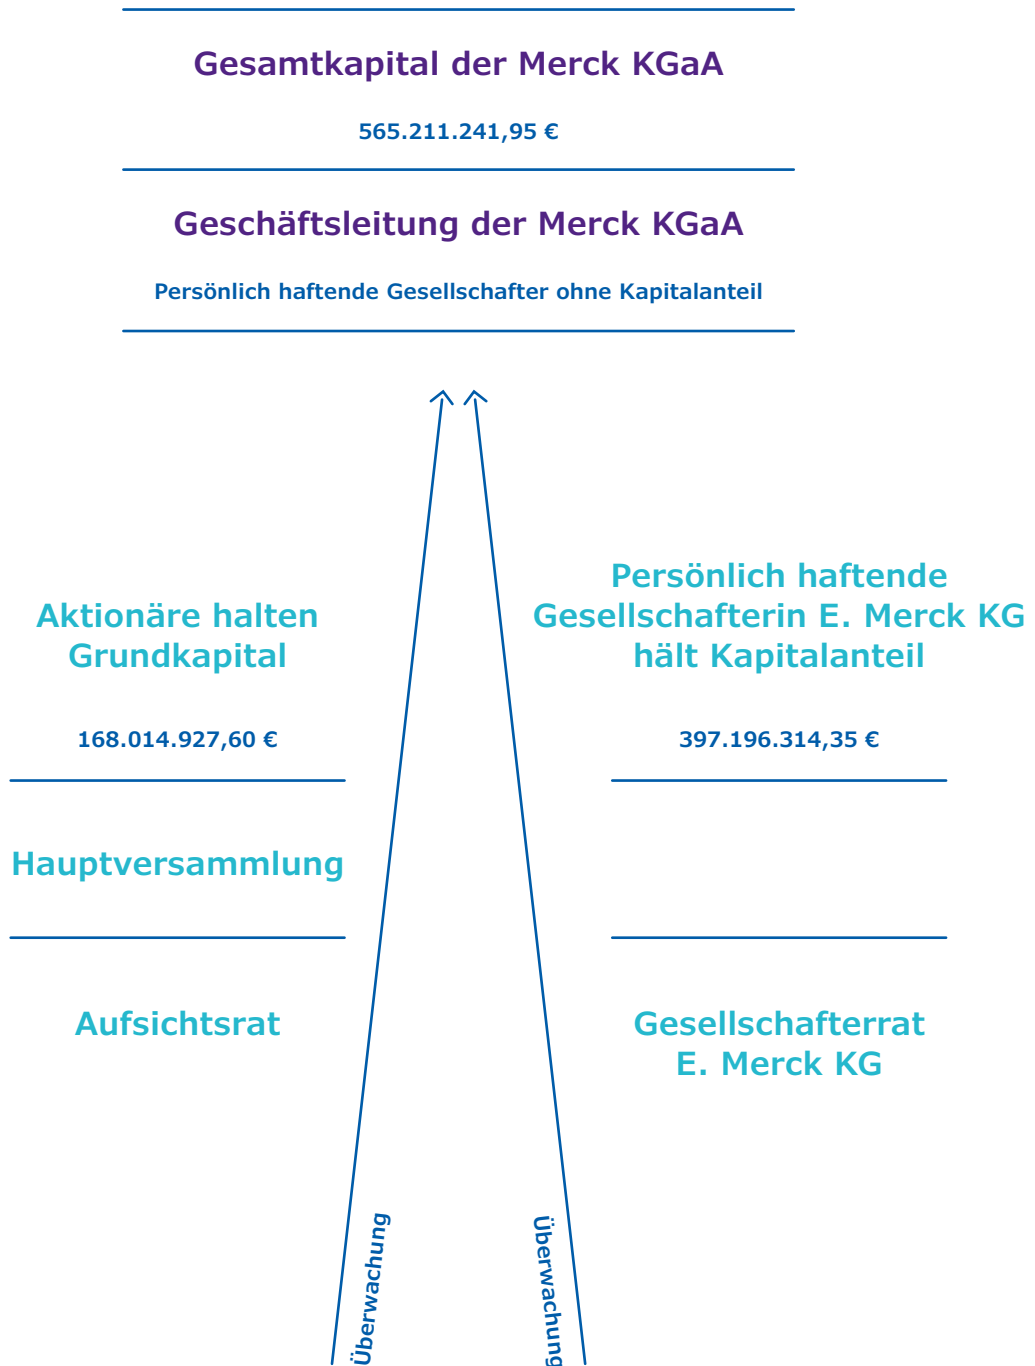 Gesamtkapital der Merck KGaA
565.211.241,95 €
Geschäftsleitung der Merck KGaA
Persönlich haftende Gesellschafter ohne Kapitalanteil
Aktionäre halten
Grundkapital
168.014.927,60 €
Hauptversammlung
Aufsichtsrat
Persönlich haftende
Gesellschafterin E. Merck KG
hält Kapitalanteil
397.196.314,35 €
Gesellschafterrat
E. Merck KG
Überwachung
Überwachung